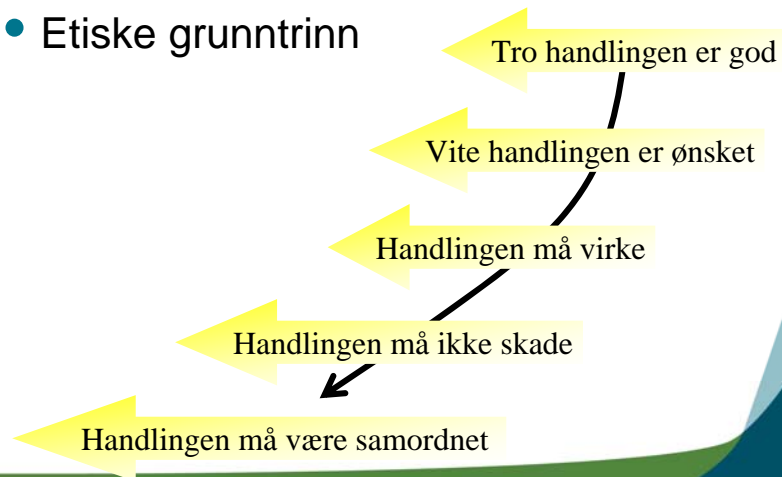 Etiske grunntrinn
Tro handlingen er god
Vite handlingen er ønsket
Handlingen må virke
Handlingen må ikke skade
Handlingen må være samordnet